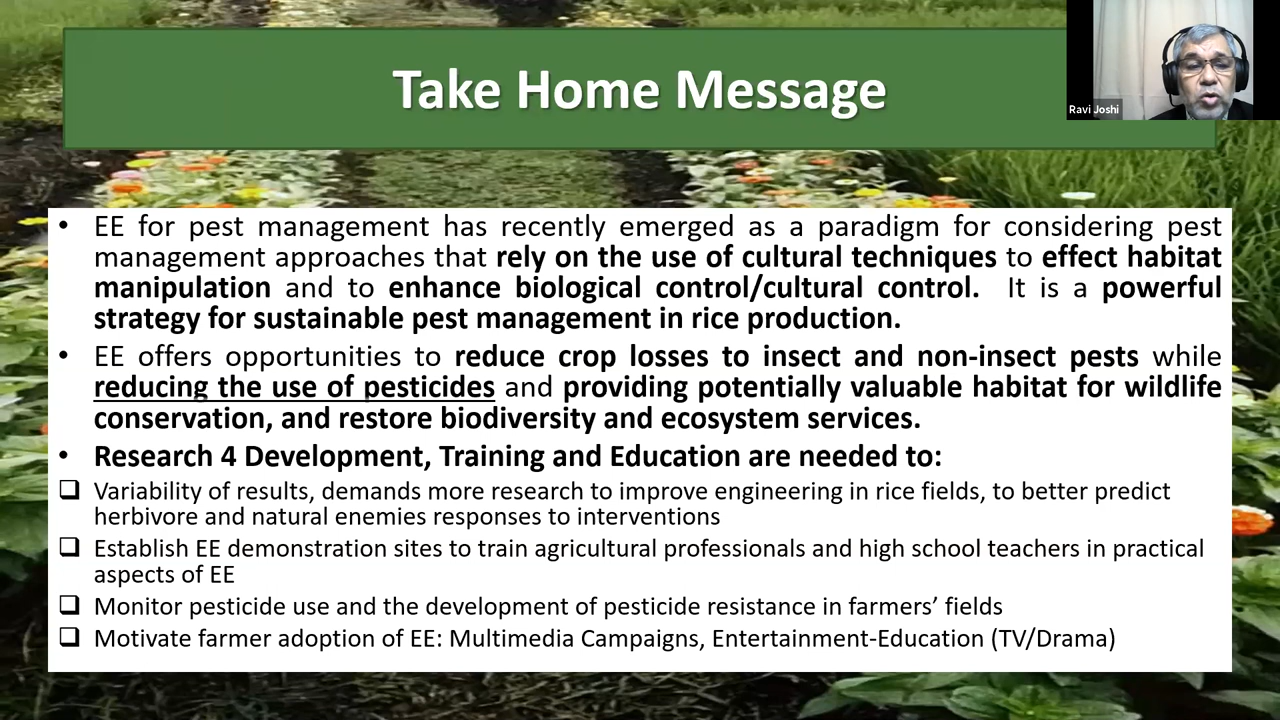 Take Home Message
Ravi Joshi
• EE for pest management has recently emerged as a paradigm for considering pest
management approaches that rely on the use of cultural techniques to effect habitat
manipulation and to enhance biological control/cultural control. It is a powerful
strategy for sustainable pest management in rice production.
• EE offers opportunities to reduce crop losses to insect and non-insect pests while
reducing the use of pesticides and providing potentially valuable habitat for wildlife
conservation, and restore biodiversity and ecosystem services.
• Research 4 Development, Training and Education are needed to:
❑ Variability of results, demands more research to improve engineering in rice fields, to better predict
herbivore and natural enemies responses to interventions
❑ Establish EE demonstration sites to train agricultural professionals and high school teachers in practical
aspects of EE
❑ Monitor pesticide use and the development of pesticide resistance in farmers’ fields
❑ Motivate farmer adoption of EE: Multimedia Campaigns, Entertainment-Education (TV/Drama)